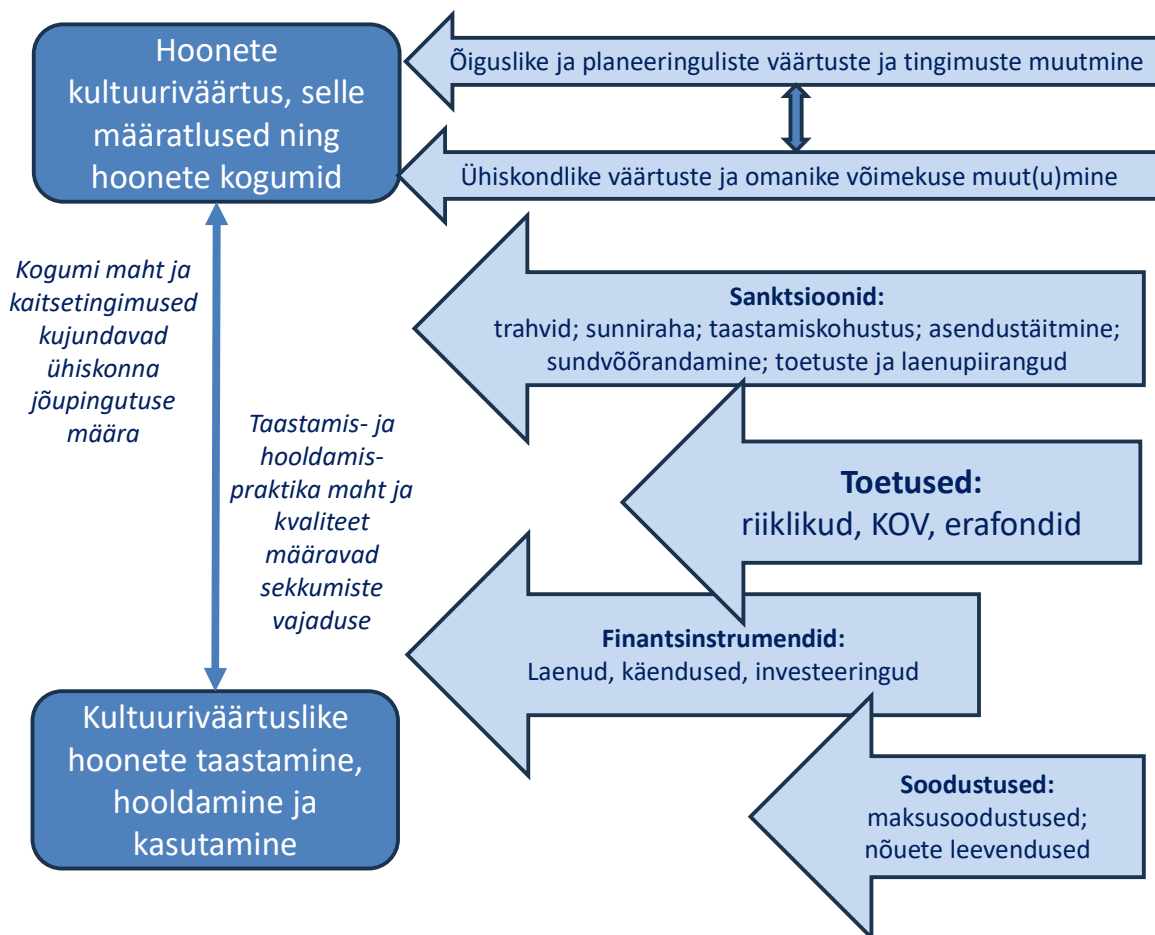 Hoonete
kultuuriväärtus, selle
määratlused ning
hoonete kogumid
Õiguslike ja planeeringuliste väärtuste ja tingimuste muutmine
Ühiskondlike väärtuste ja omanike võimekuse muut(u)mine
Kogumi maht ja
kaitsetingimused
kujundavad
ühiskonna
jõupingutuse
määra
Taastamis- ja
hooldamis-
praktika maht ja
kvaliteet
määravad
sekkumiste
vajaduse
Sanktsioonid:
trahvid; sunniraha; taastamiskohustus; asendustäitmine;
sundvõõrandamine; toetuste ja laenupiirangud
Toetused:
riiklikud, KOV, erafondid
Finantsinstrumendid:
Laenud, käendused, investeeringud
Soodustused:
maksusoodustused;
nõuete leevendused
Kultuuriväärtuslike
hoonete taastamine,
hooldamine ja
kasutamine